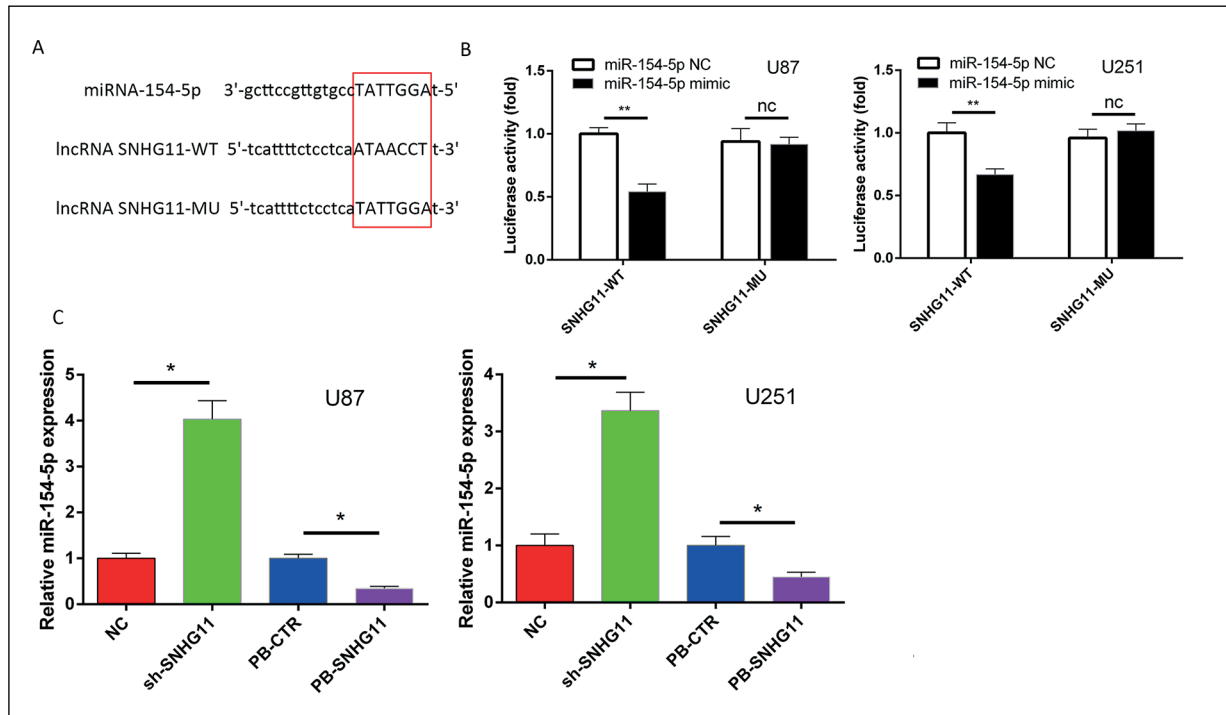 A
miRNA-154-5p 3'-gcttccgttgtgccTATTGGAt-5'
lncRNA SNHG11-WT 5'-tcattttctcctcaATAACCTt-3'
lncRNA SNHG11-MU 5'-tcattttctcctcaTATTGGAt-3'
B
miR-154-5p NC
miR-154-5p mimic
U87
Luciferase activity (fold)
1.5
1.0
0.5
0.0
**
nc
SNHG11-WT
SNHG11-MU
miR-154-5p NC
miR-154-5p mimic
U251
Luciferase activity (fold)
1.5
1.0
0.5
0.0
**
nc
SNHG11-WT
SNHG11-MU
C
U87
Relative miR-154-5p expression
5
4
3
2
1
0
*
*
NC
sh-SNHG11
PB-CTR
PB-SNHG11
U251
Relative miR-154-5p expression
4
3
2
1
0
*
*
NC
sh-SNHG11
PB-CTR
PB-SNHG11